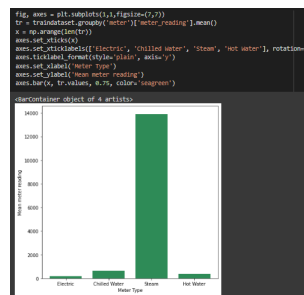 fig, axes = plt.subplots(1,1,figsize=(7,7))
tr = traindataset.groupby('meter')['meter_reading'].mean()
x = np.arange(len(tr))
axes.set_xticks(x)
axes.set_xticklabels(['Electric', 'Chilled Water', 'Steam', 'Hot Water'], rotation=
axes.ticklabel_format(style='plain', axis='y')
axes.set_xlabel('Meter Type')
axes.set_ylabel('Mean meter reading')
axes.bar(x, tr.values, 0.75, color='seagreen')
<BarContainer object of 4 artists>
14000
12000
10000
8000
6000
4000
2000
0
Mean meter reading
Electric Chilled Water Steam Hot Water
Meter Type